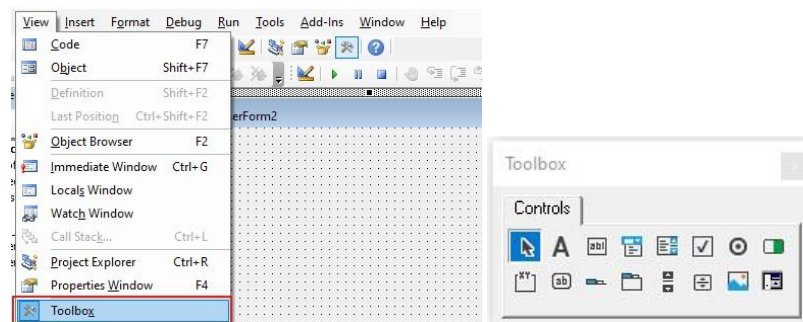 View Insert Format Debug Run Tools Add-Ins Window Help
Code F7
Object Shift+F7
Definition Shift+F2
Last Position Ctrl+Shift+F2
erForm2
Object Browser F2
Immediate Window Ctrl+G
Locals Window
Watch Window
Call Stack... Ctrl+L
Project Explorer Ctrl+R
Properties Window F4
Toolbox
Toolbox
Controls
A abl
XY ab